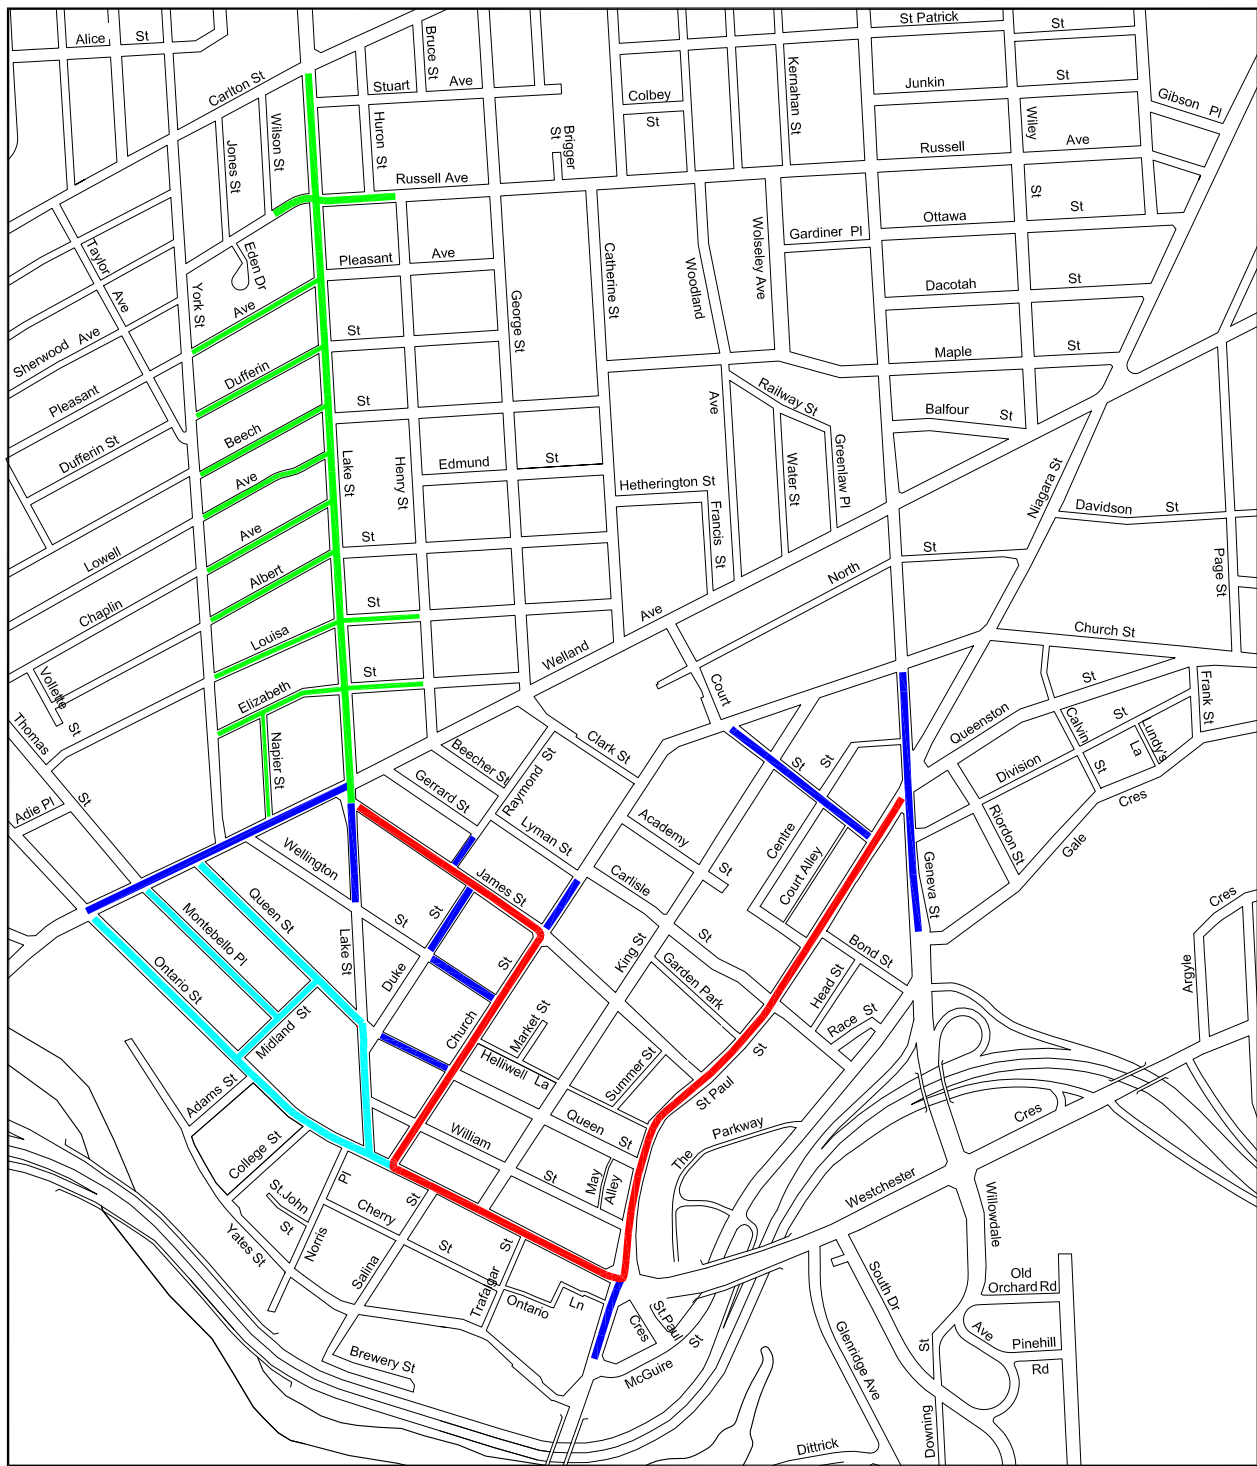 St Patrick
St
Alice
St
Bruce St
Stuart
Ave
Kernahan St
Junkin
St
Carlton St
Colbey
St
Gibson Pl
Wilson St
Huron St
Jones St
Brigger
St
Wiley
St
Russell
Ave
Russell Ave
Ottawa
St
Gardiner Pl
Wolseley Ave
Taylor
Ave
Eden Dr
Pleasant
Ave
Catherine St
Woodland
Ave
Dacotah
St
York St
Ave
George St
Sherwood Ave
St
Maple
St
Dufferin
Pleasant
St
Railway St
Balfour
St
Beech
Dufferin St
Ave
Lake St
Henry St
Edmund
St
Water St
Greenlaw Pl
Niagara St
Hetherington St
Francis St
Davidson
St
Ave
Lowell
St
St
Page St
Albert
North
Chaplin
St
Ave
Louisa
Church St
Welland
Vollette
St
St
Elizabeth
Court
St
Frank St
Thomas
St
Napier St
Clark St
Beecher St
Raymond St
Queenston
Calvin
St
St
Lundy's
La
Gerrard St
Division
Adie Pl
Lyman St
Academy
St
Centre
St
Riordon St
Cres
Gale
Wellington
St
James St
Carlisle
St
Court Alley
Geneva St
Queen St
St
Cres
Montebello Pl
Lake St
King St
Bond St
Ontario St
Duke
St
Garden Park
Head St
Argyle
Midland St
Church
Market St
Race St
Helliwell La
Summer St
St Paul
St
Adams St
Queen
St
Cres
William
St
The
Parkway
College St
May
Alley
Pl
St.John
St
Cherry
St
St
Westchester
Willowdale
Yates St
Norris
Salina
Trafalgar
St
South Dr
Old
Orchard Rd
Ontario
Ln
St.Paul
St
Cres
Glenridge Ave
St
Ave
Pinehill
Rd
Brewery St
McGuire
Downing
Dittrick